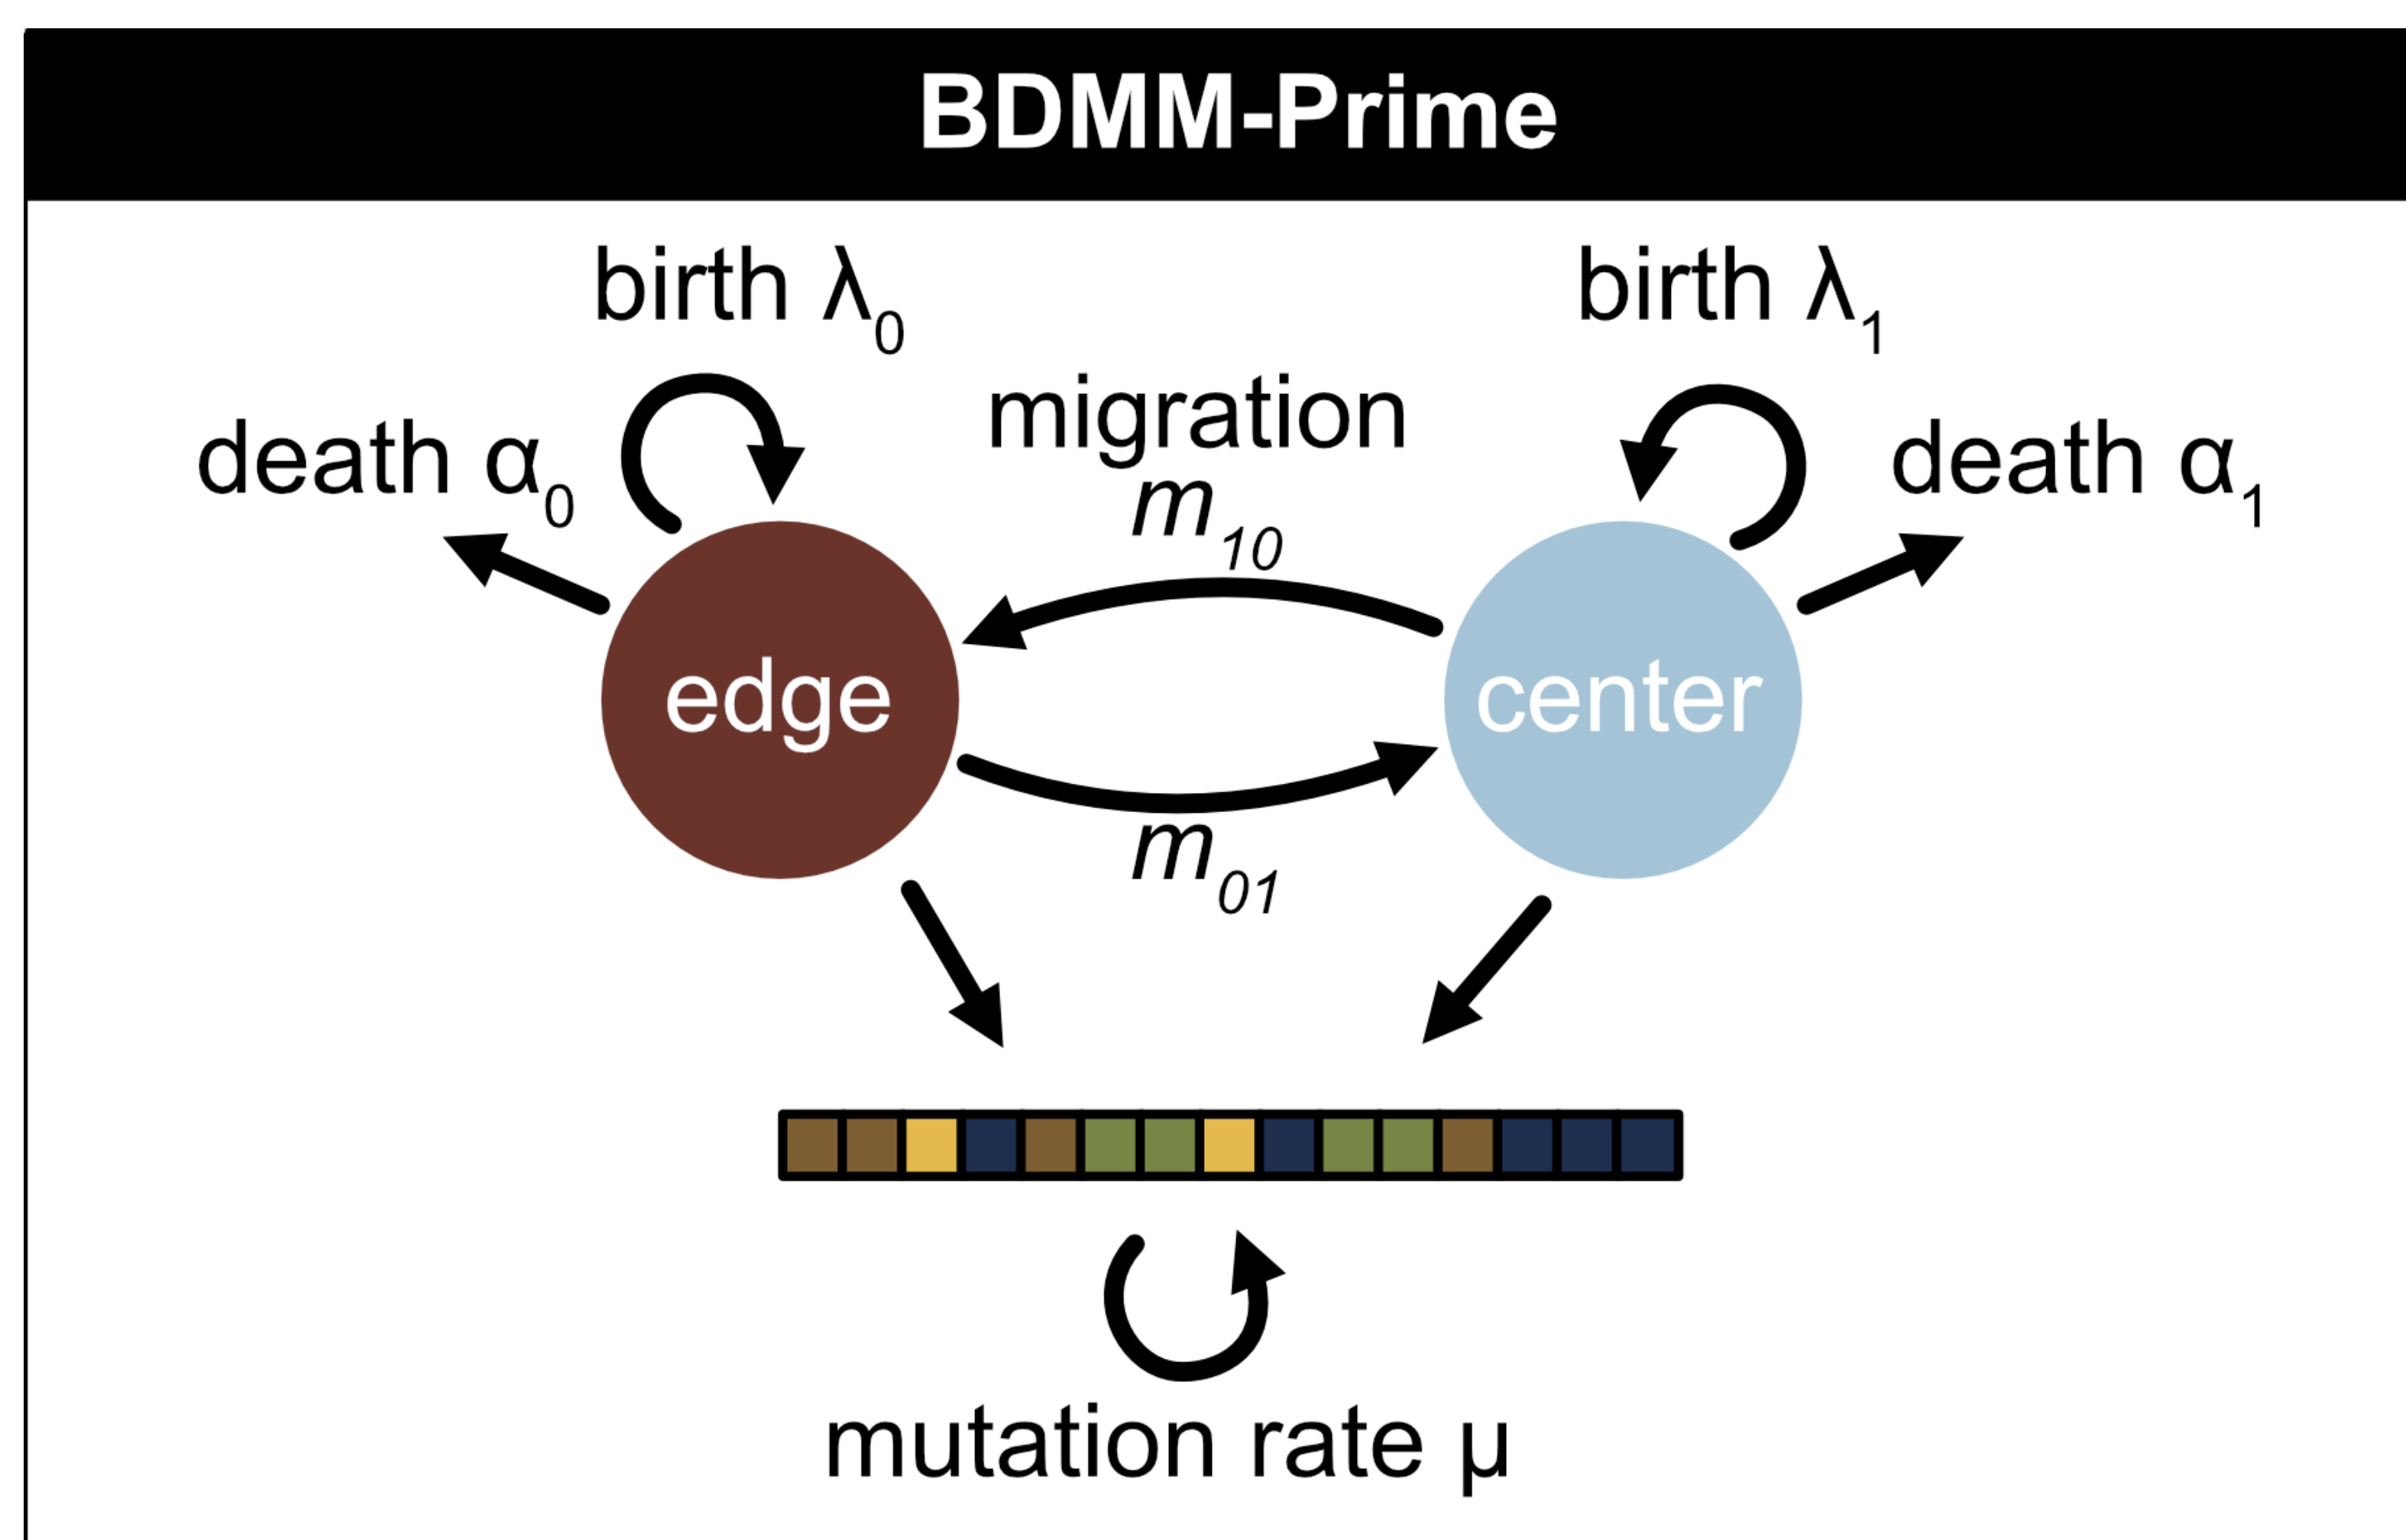 BDMM-Prime
birth λ0
birth λ1
death α0
migration
m10
death α1
edge
center
m01
mutation rate µ